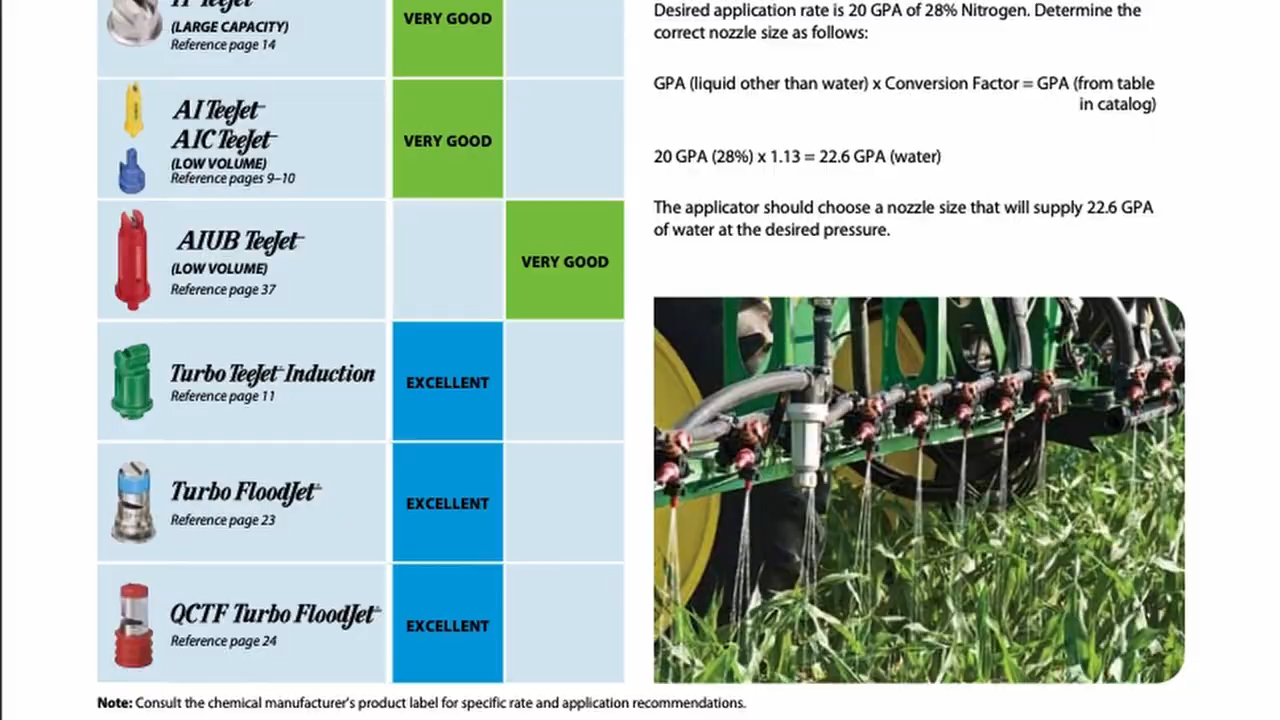 (LARGE CAPACITY)
Reference page 14
VERY GOOD
AI TeeJet
AIC TeeJet
(LOW VOLUME)
Reference pages 9–10
VERY GOOD
AIUB TeeJet
(LOW VOLUME)
Reference page 37
VERY GOOD
Turbo TeeJet Induction
Reference page 11
EXCELLENT
Turbo FloodJet
Reference page 23
EXCELLENT
QCTF Turbo FloodJet
Reference page 24
EXCELLENT
Note: Consult the chemical manufacturer's product label for specific rate and application recommendations.
Desired application rate is 20 GPA of 28% Nitrogen. Determine the
correct nozzle size as follows:
GPA (liquid other than water) x Conversion Factor = GPA (from table
in catalog)
20 GPA (28%) x 1.13 = 22.6 GPA (water)
The applicator should choose a nozzle size that will supply 22.6 GPA
of water at the desired pressure.